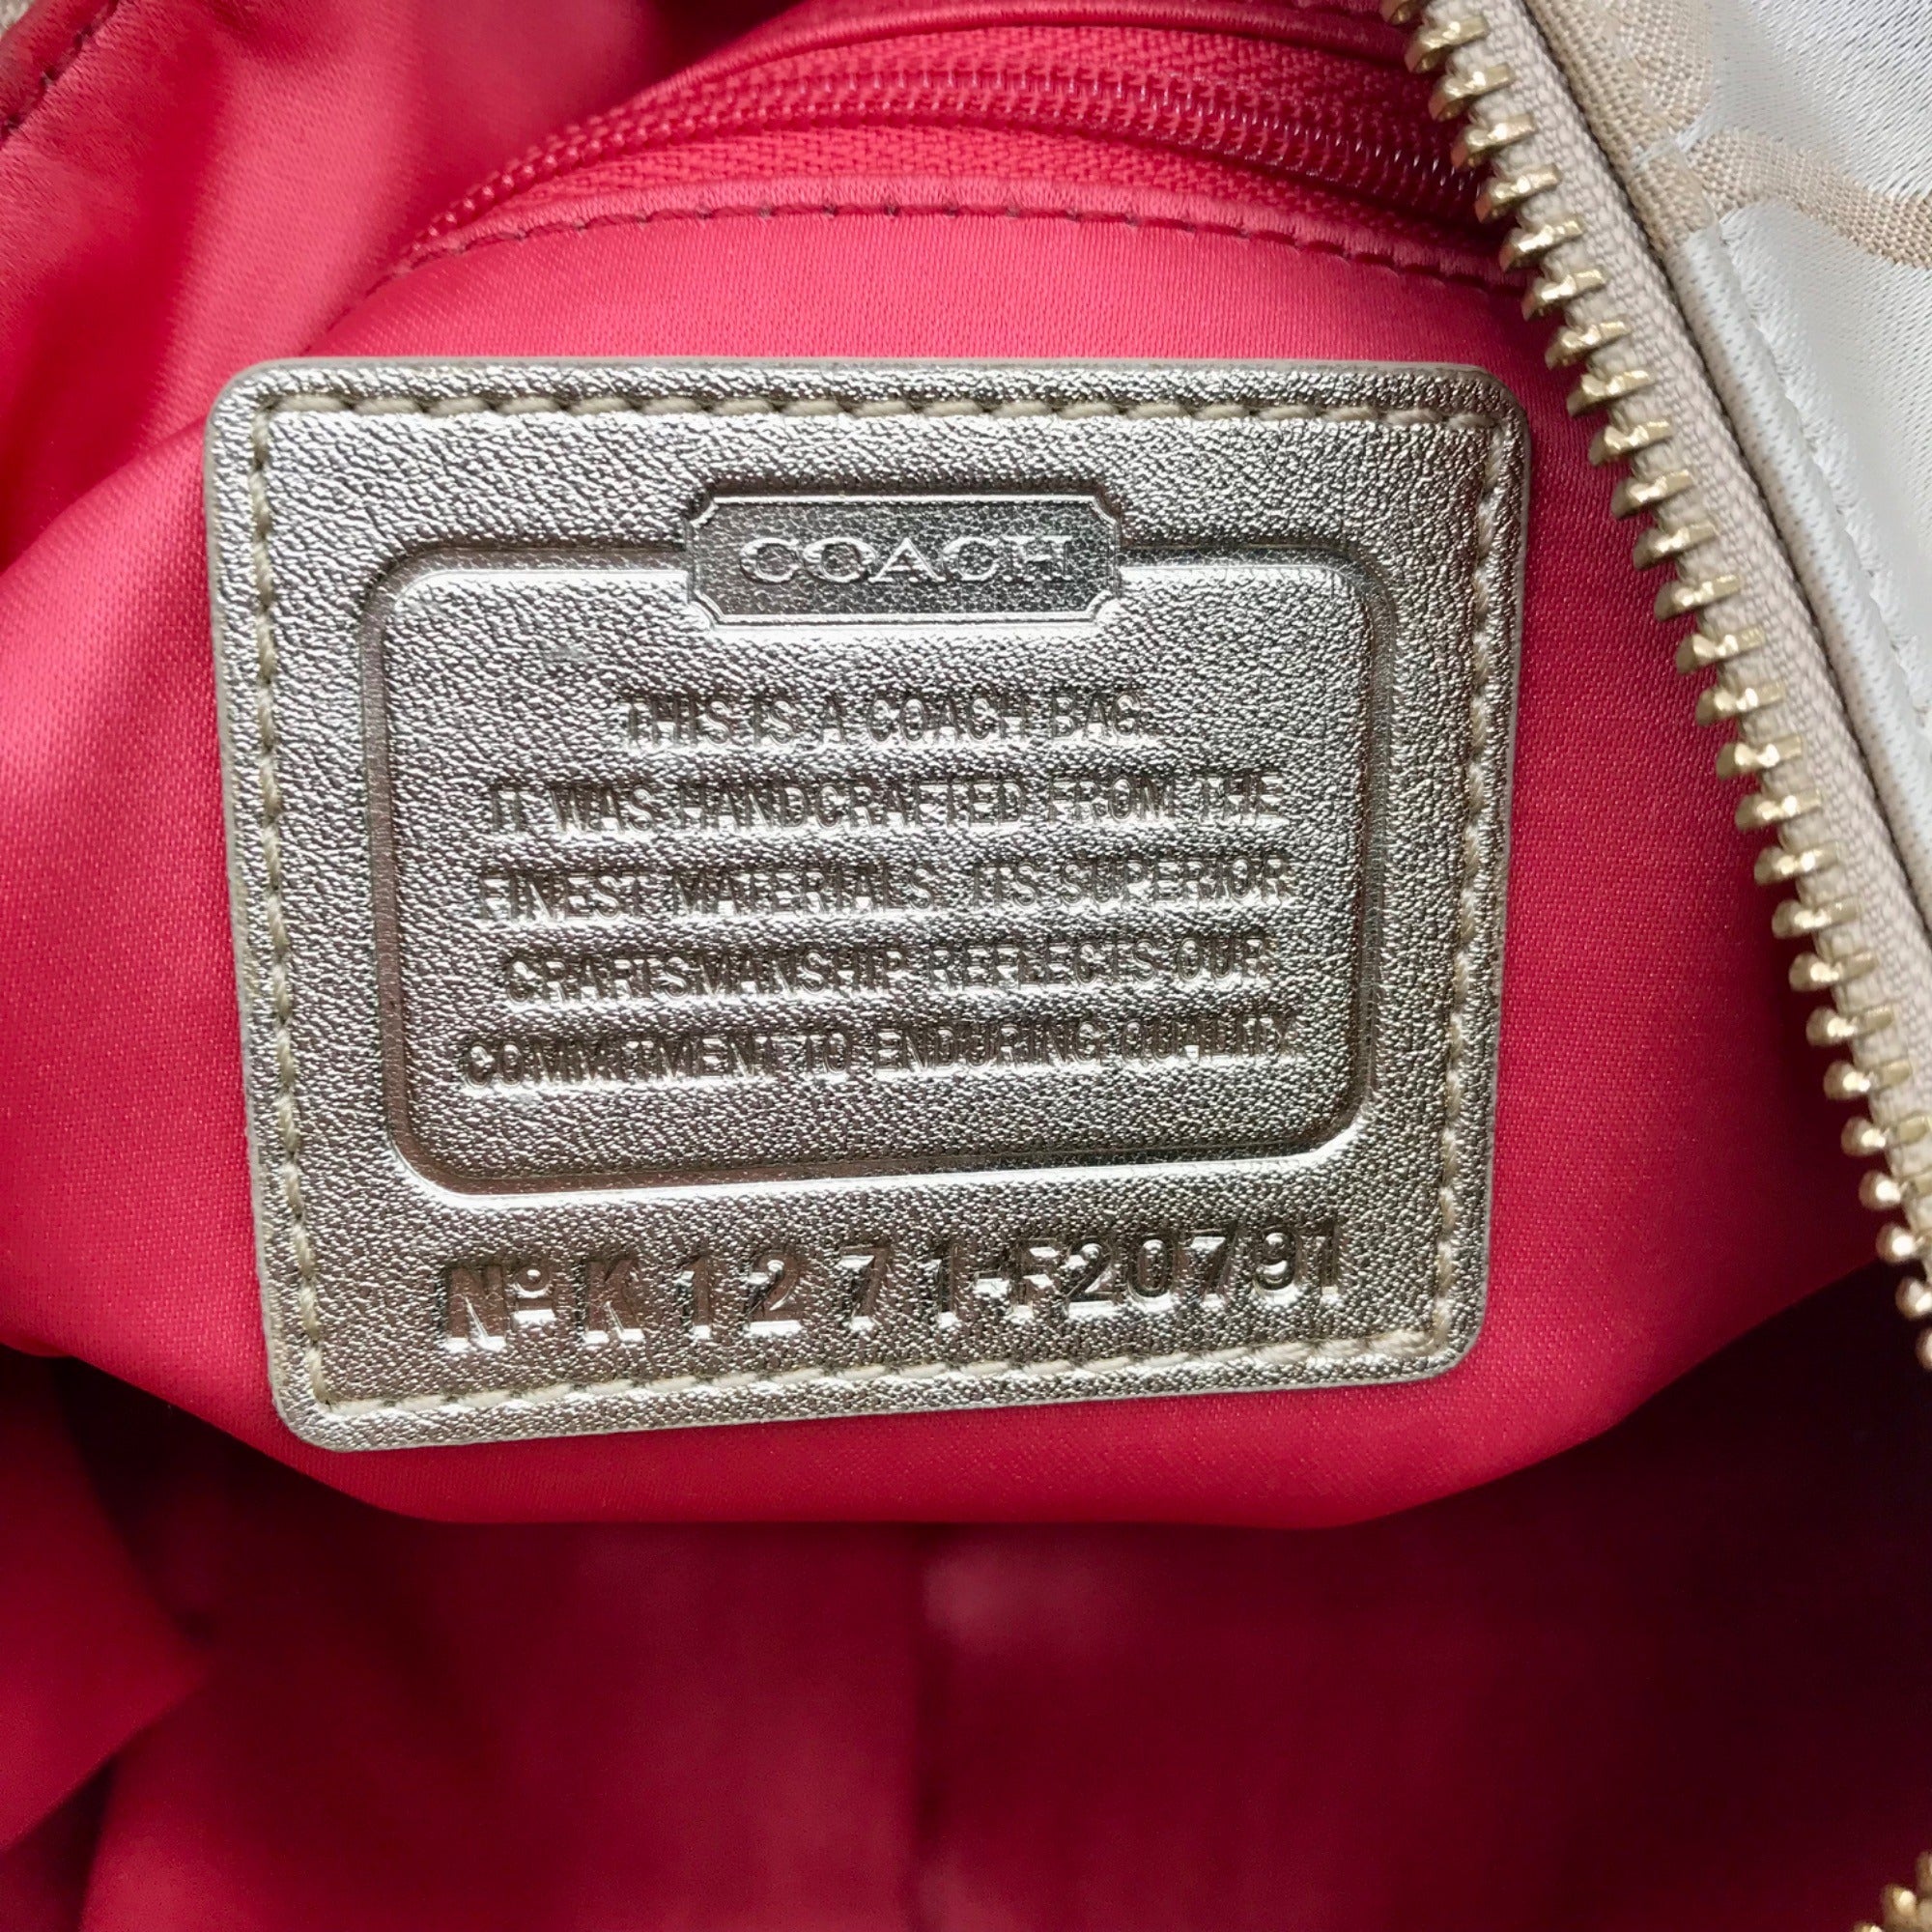 COACH
THIS IS A COACH BAG.
IT WAS HANDCRAFTED FROM THE
FINEST MATERIALS. ITS SUPERIOR
CRAFTSMANSHIP REFLECTS OUR
COMMITMENT TO ENDURING QUALITY.
Nº K1271-F20791